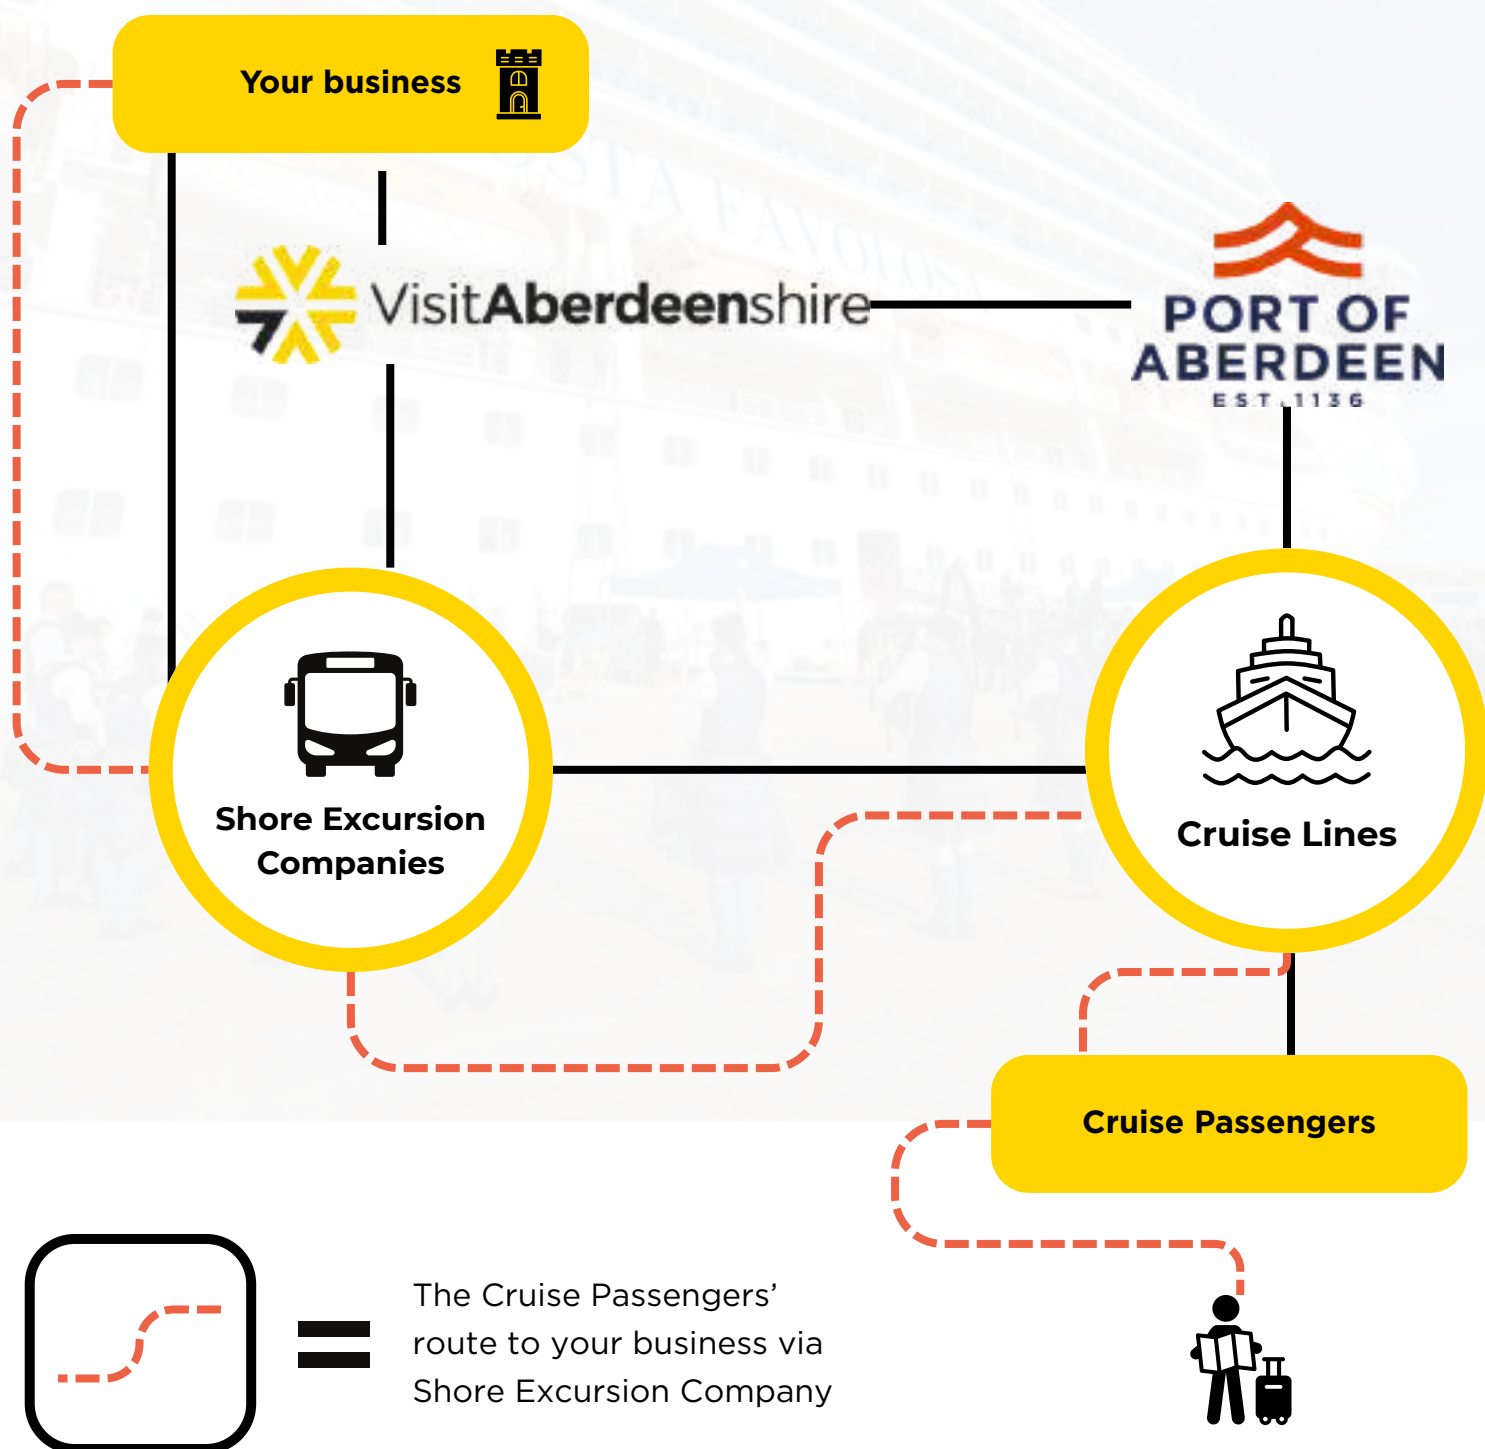 Your business
VisitAberdeenshire
PORT OF
ABERDEEN
EST.1136
Shore Excursion
Companies
Cruise Lines
Cruise Passengers
The Cruise Passengers’
route to your business via
Shore Excursion Company